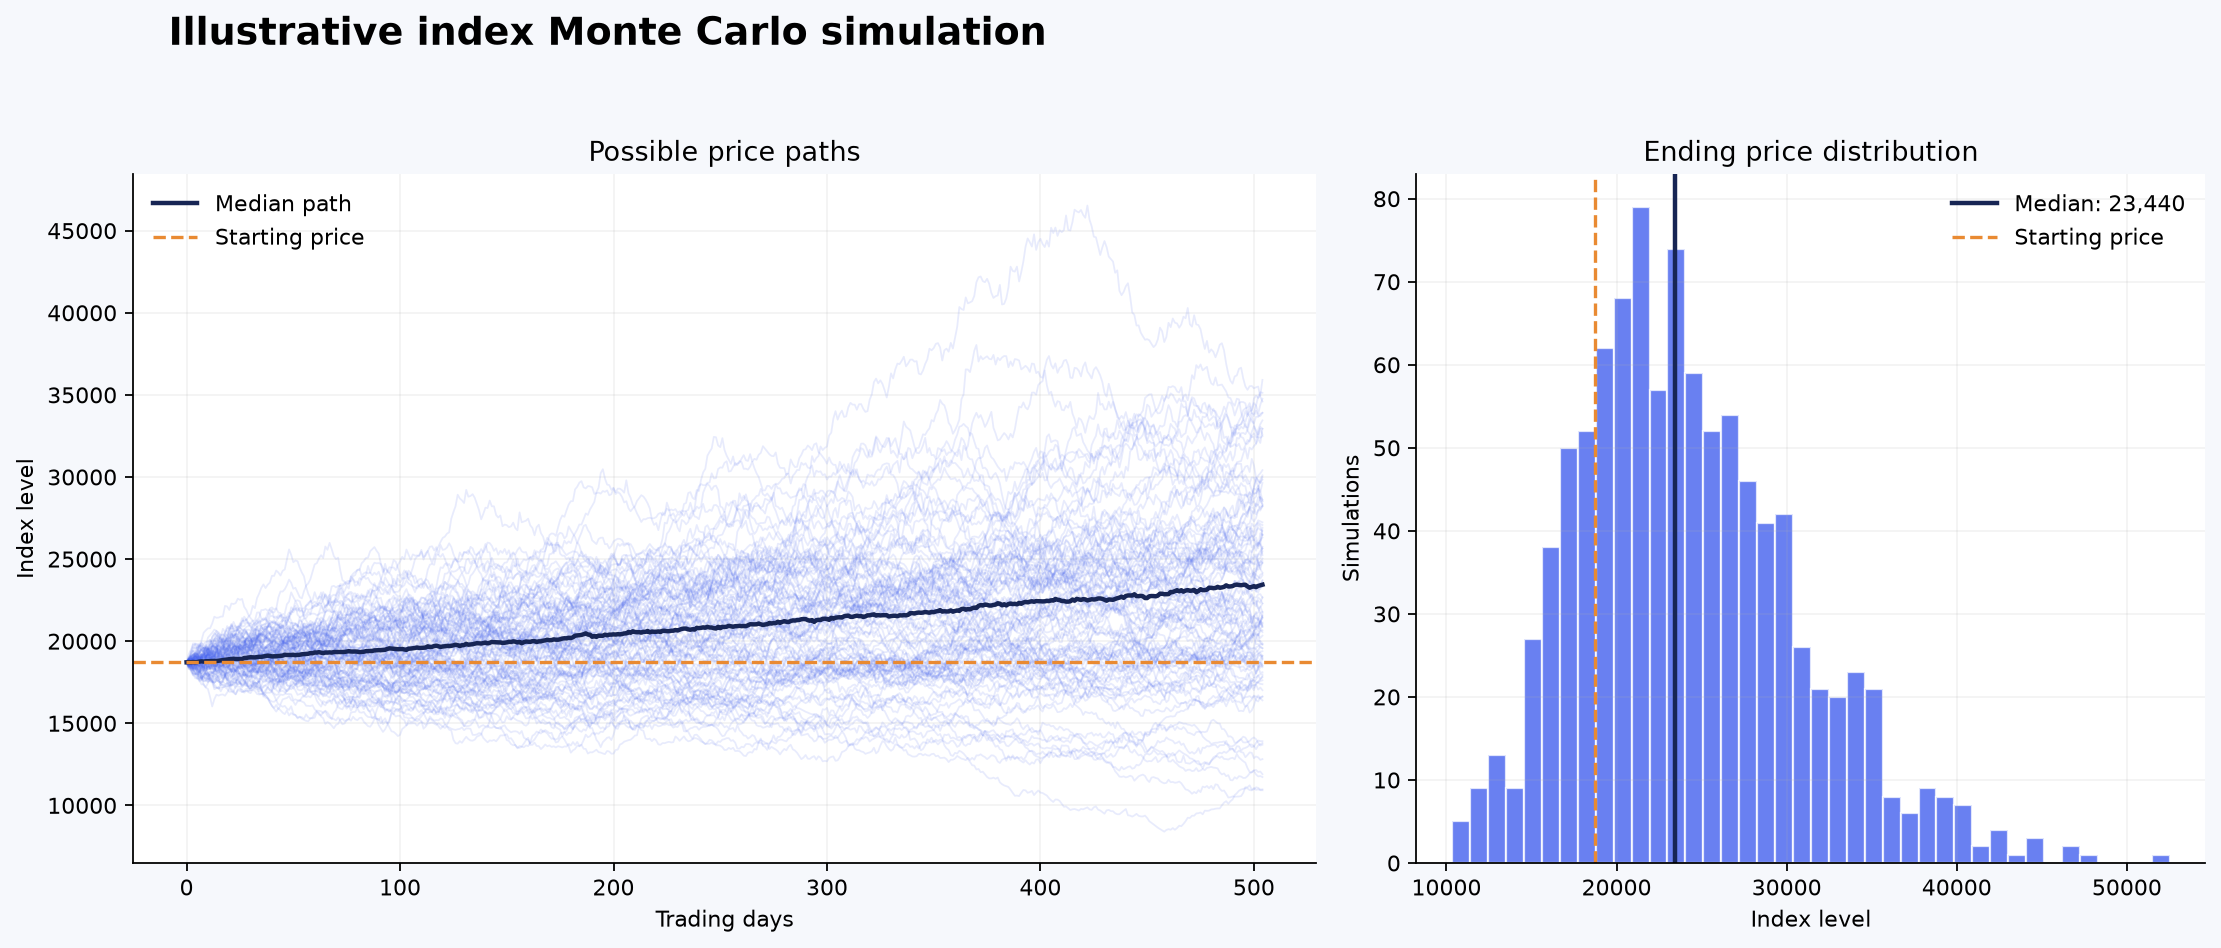 Illustrative index Monte Carlo simulation
Possible price paths
Median path
Starting price
45000
40000
35000
30000
25000
20000
15000
10000
Index level
0 100 200 300 400 500
Trading days
Ending price distribution
Median: 23,440
Starting price
80
70
60
50
40
30
20
10
0
Simulations
10000 20000 30000 40000 50000
Index level